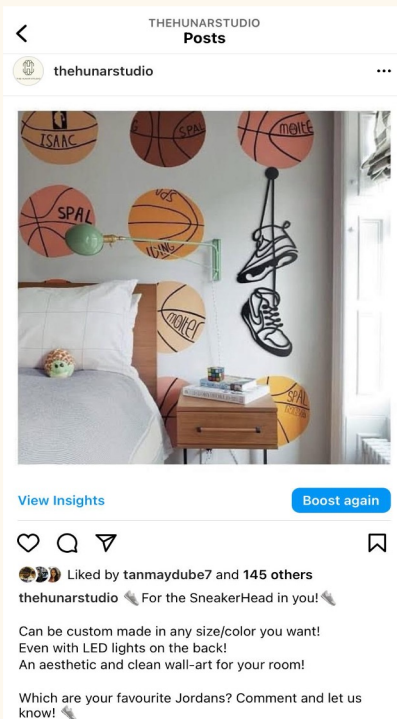 THEHUNARSTUDIO
Posts
thehunarstudio
ISAAC
SPAL
molte
SPAL
molter
SPAL
View Insights
Boost again
Liked by tanmaydube7 and 145 others
thehunarstudio 👟 For the SneakerHead in you! 👟
Can be custom made in any size/color you want!
Even with LED lights on the back!
An aesthetic and clean wall-art for your room!
Which are your favourite Jordans? Comment and let us
know! 👟